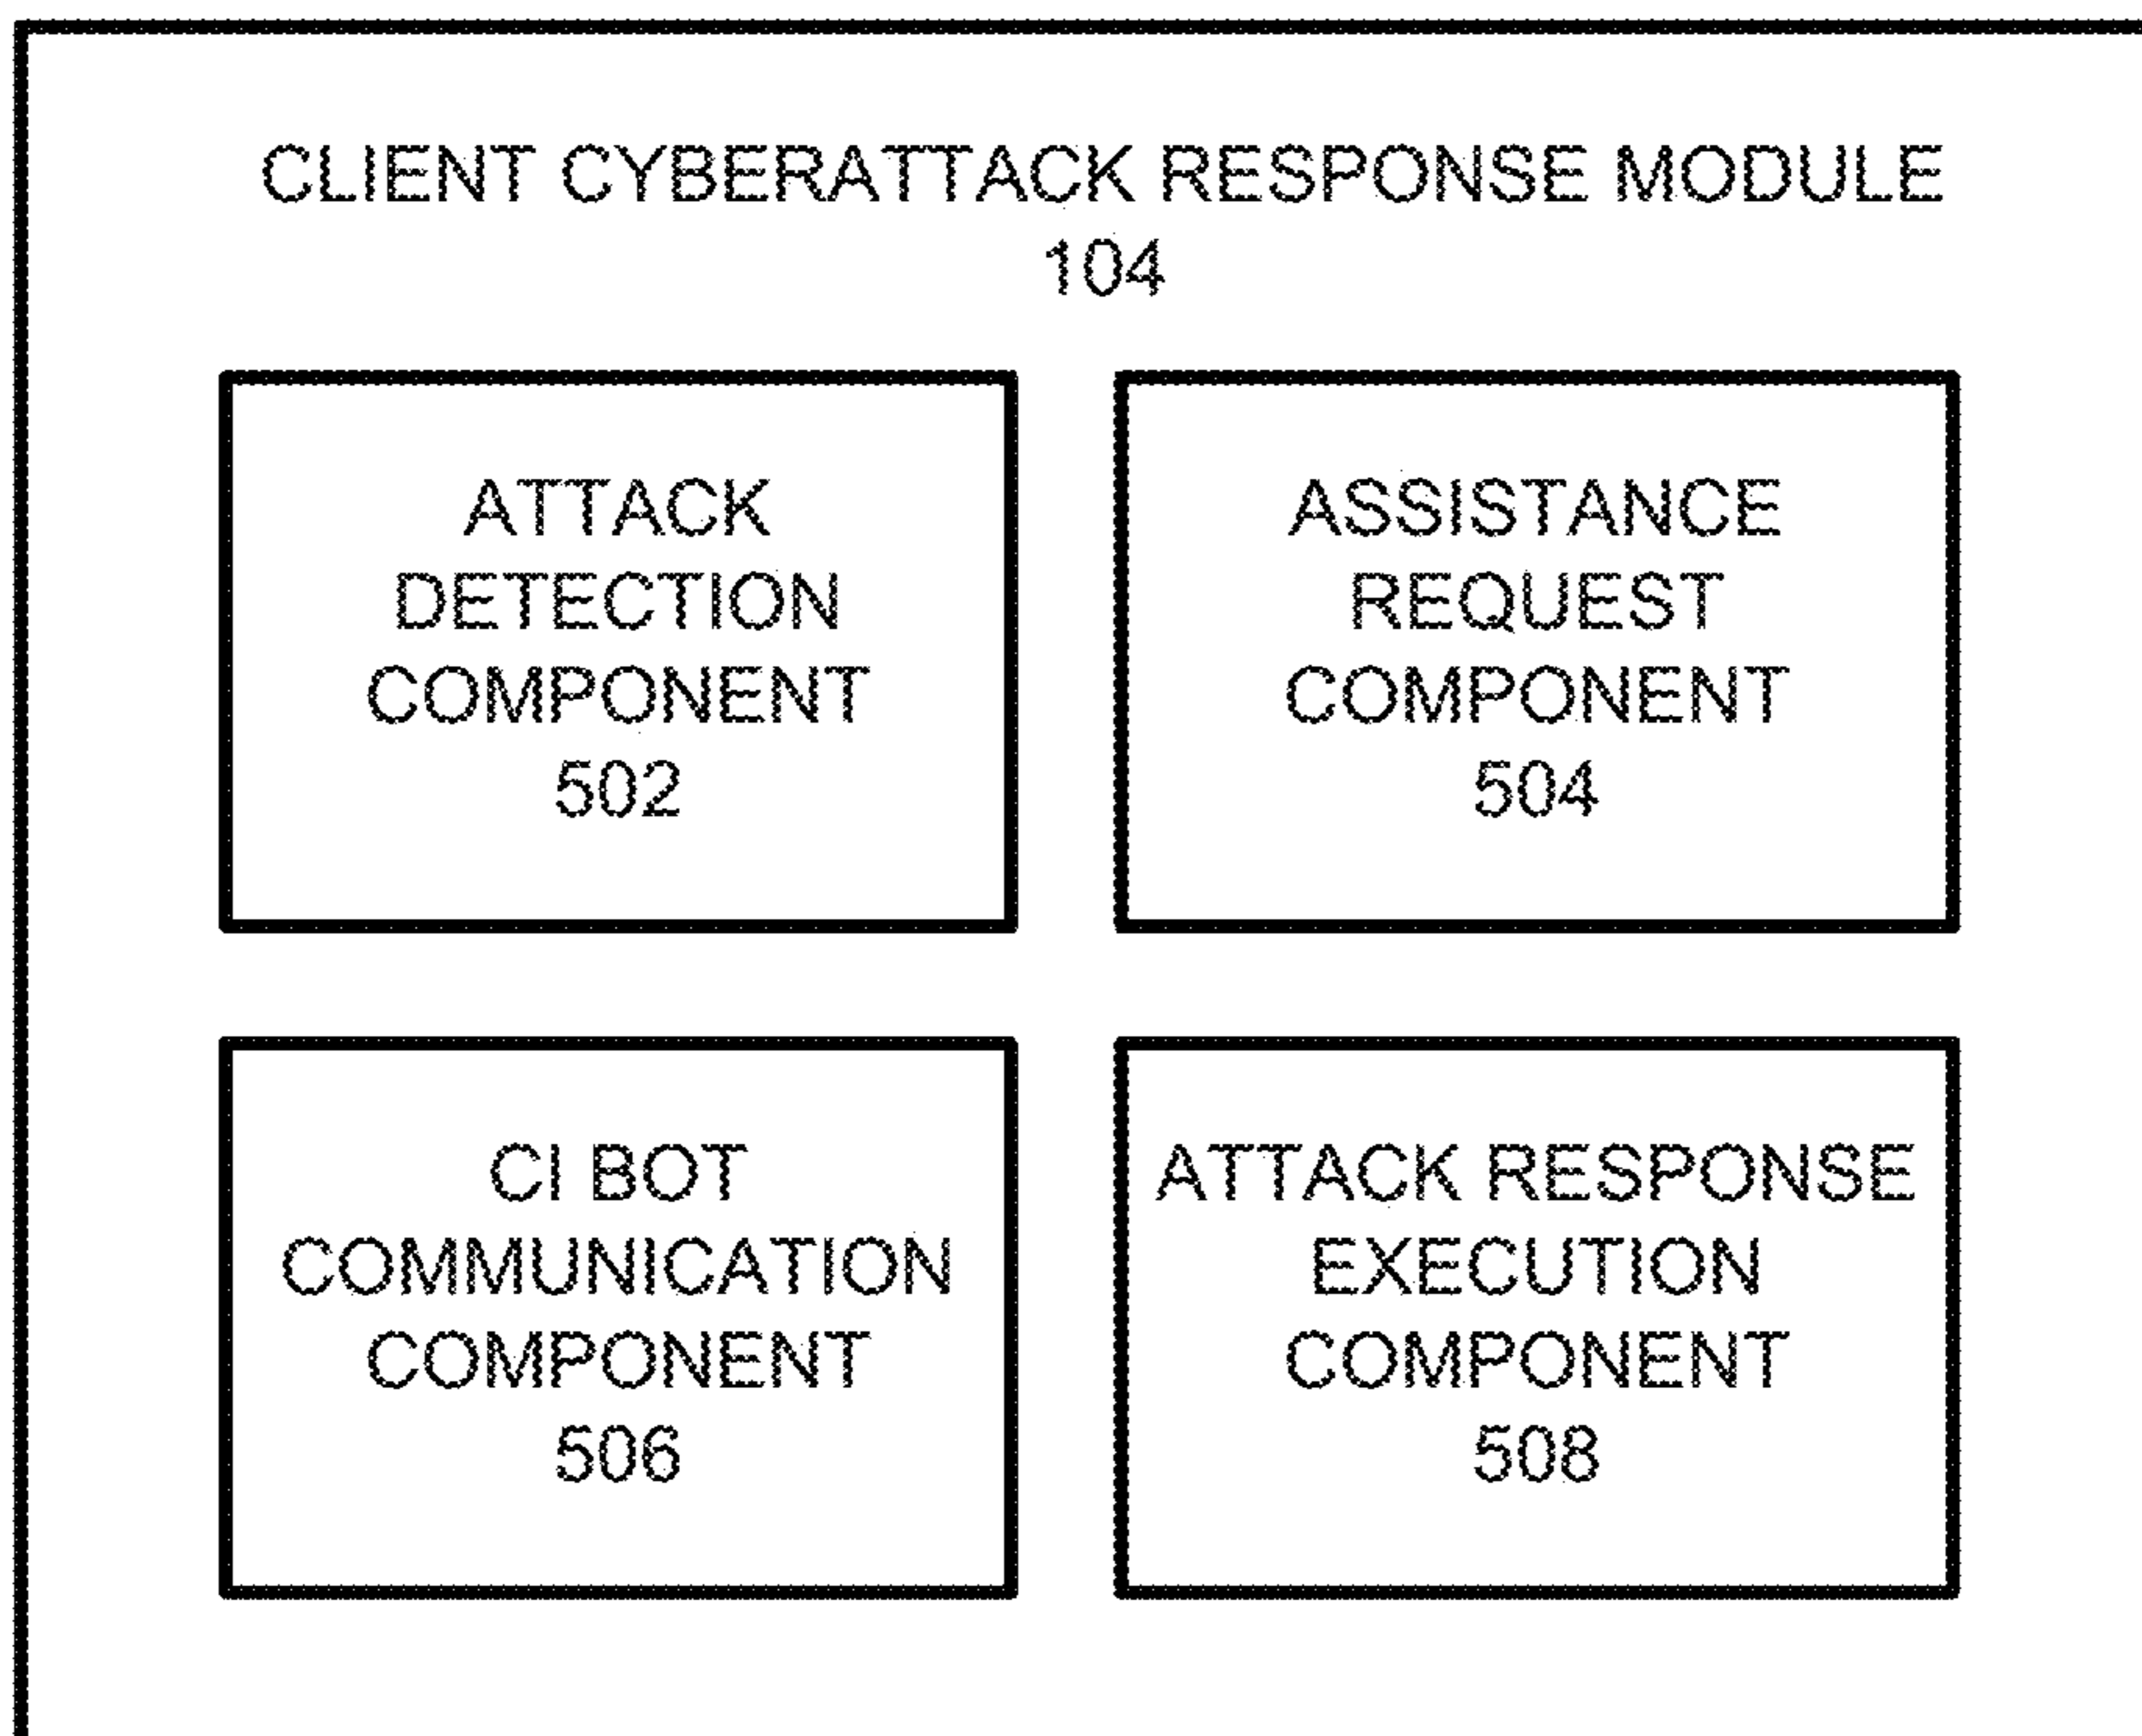 CLIENT CYBERATTACK RESPONSE MODULE
104
ATTACK
DETECTION
COMPONENT
502
ASSISTANCE
REQUEST
COMPONENT
504
CI BOT
COMMUNICATION
COMPONENT
506
ATTACK RESPONSE
EXECUTION
COMPONENT
508